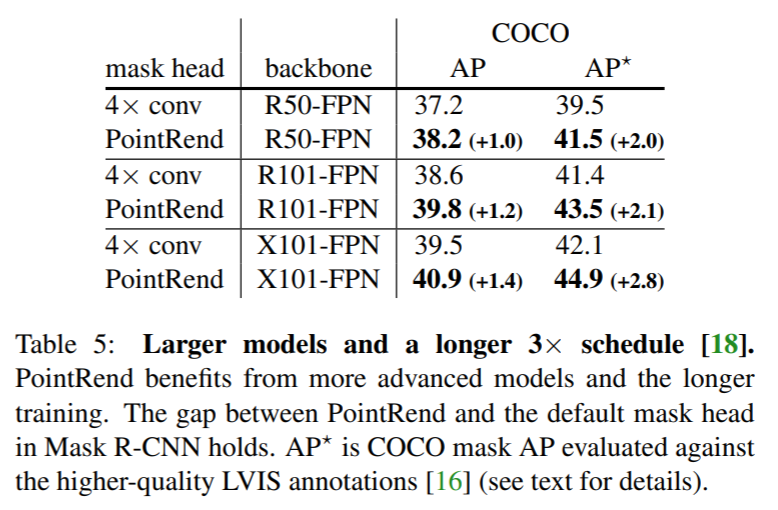 COCO
mask head backbone AP AP⋆
4× conv R50-FPN 37.2 39.5
PointRend R50-FPN 38.2 (+1.0) 41.5 (+2.0)
4× conv R101-FPN 38.6 41.4
PointRend R101-FPN 39.8 (+1.2) 43.5 (+2.1)
4× conv X101-FPN 39.5 42.1
PointRend X101-FPN 40.9 (+1.4) 44.9 (+2.8)
Table 5: Larger models and a longer 3× schedule [18].
PointRend benefits from more advanced models and the longer
training. The gap between PointRend and the default mask head
in Mask R-CNN holds. AP⋆ is COCO mask AP evaluated against
the higher-quality LVIS annotations [16] (see text for details).